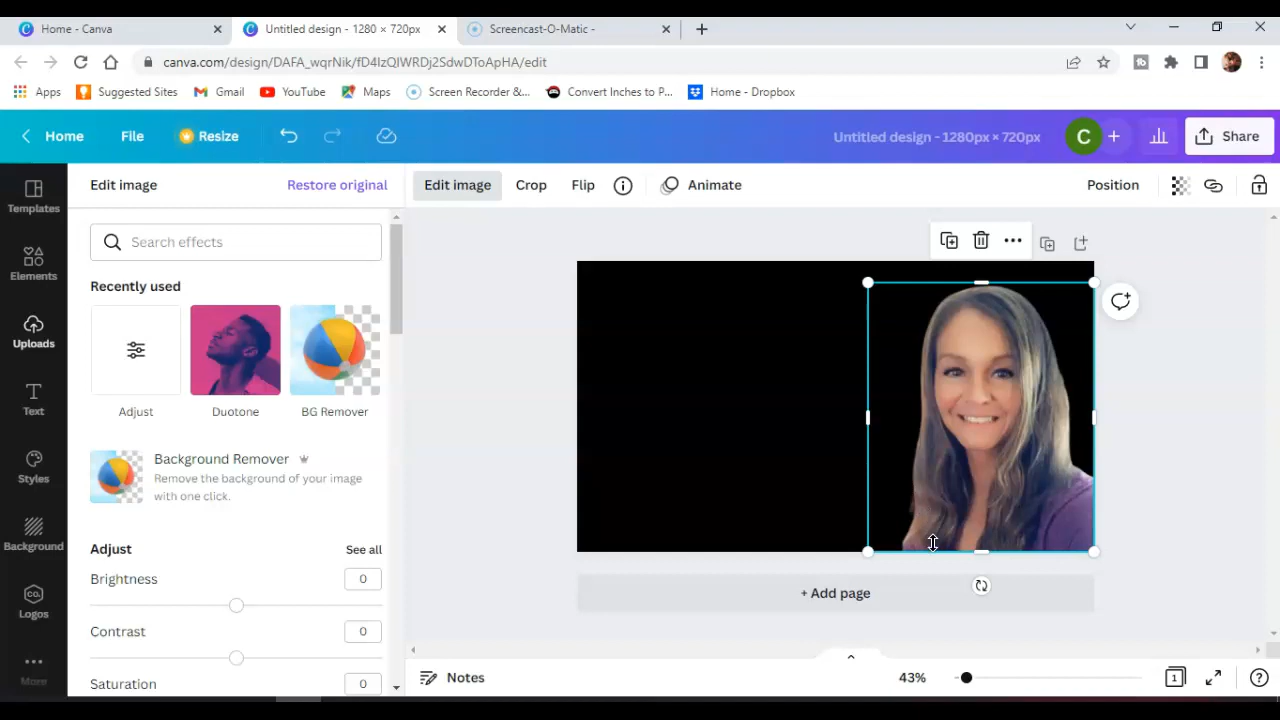 Home - Canva
Untitled design - 1280 × 720px
Screencast-O-Matic -
canva.com/design/DAFA_wqrNik/fD4IzQIWRDj2SdwDToApHA/edit
Apps
Suggested Sites
Gmail
YouTube
Maps
Screen Recorder &...
Convert Inches to P...
Home - Dropbox
Home
File
Resize
Untitled design - 1280px × 720px
C
Share
Templates
Elements
Uploads
Text
Styles
Background
CO.
Logos
More
Edit image
Restore original
Search effects
Recently used
Adjust
Duotone
BG Remover
Background Remover
Remove the background of your image
with one click.
Adjust
See all
Brightness
0
Contrast
0
Saturation
0
Edit image
Crop
Flip
Animate
Position
+ Add page
Notes
43%
1